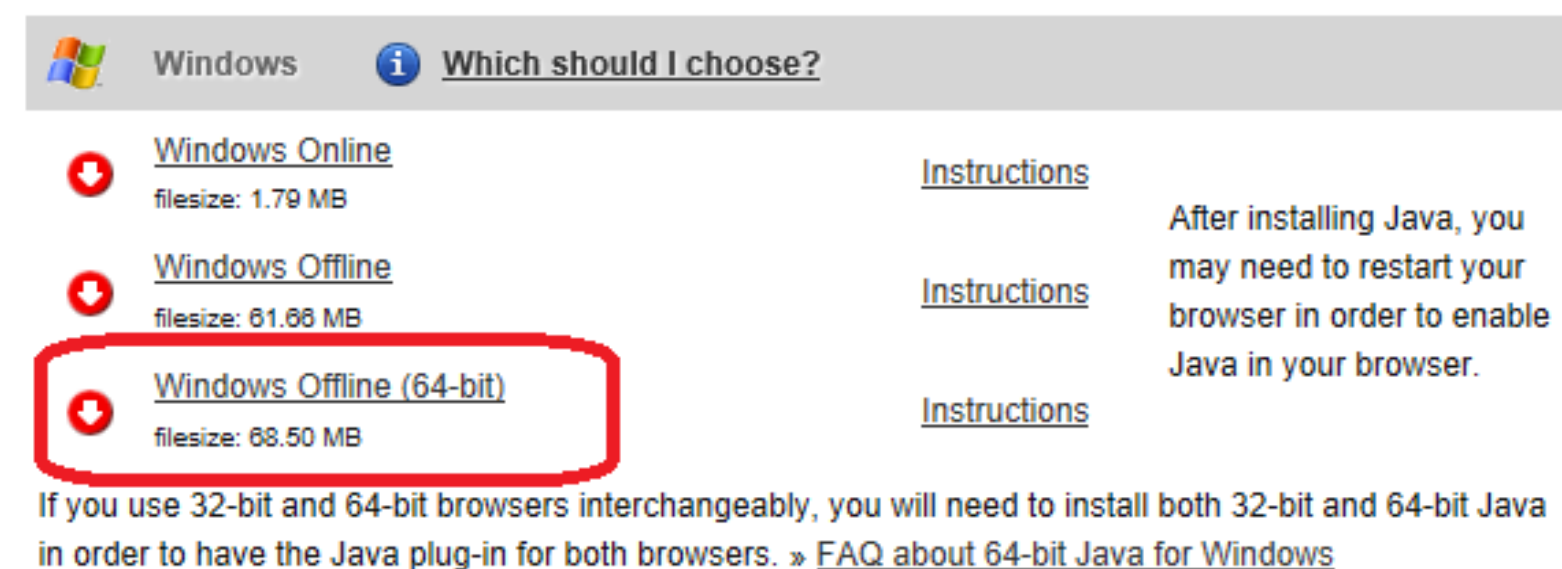 Windows Which should I choose?
Windows Online
filesize: 1.79 MB
Instructions
Windows Offline
filesize: 61.66 MB
Instructions
Windows Offline (64-bit)
filesize: 68.50 MB
Instructions
After installing Java, you
may need to restart your
browser in order to enable
Java in your browser.
If you use 32-bit and 64-bit browsers interchangeably, you will need to install both 32-bit and 64-bit Java
in order to have the Java plug-in for both browsers. » FAQ about 64-bit Java for Windows